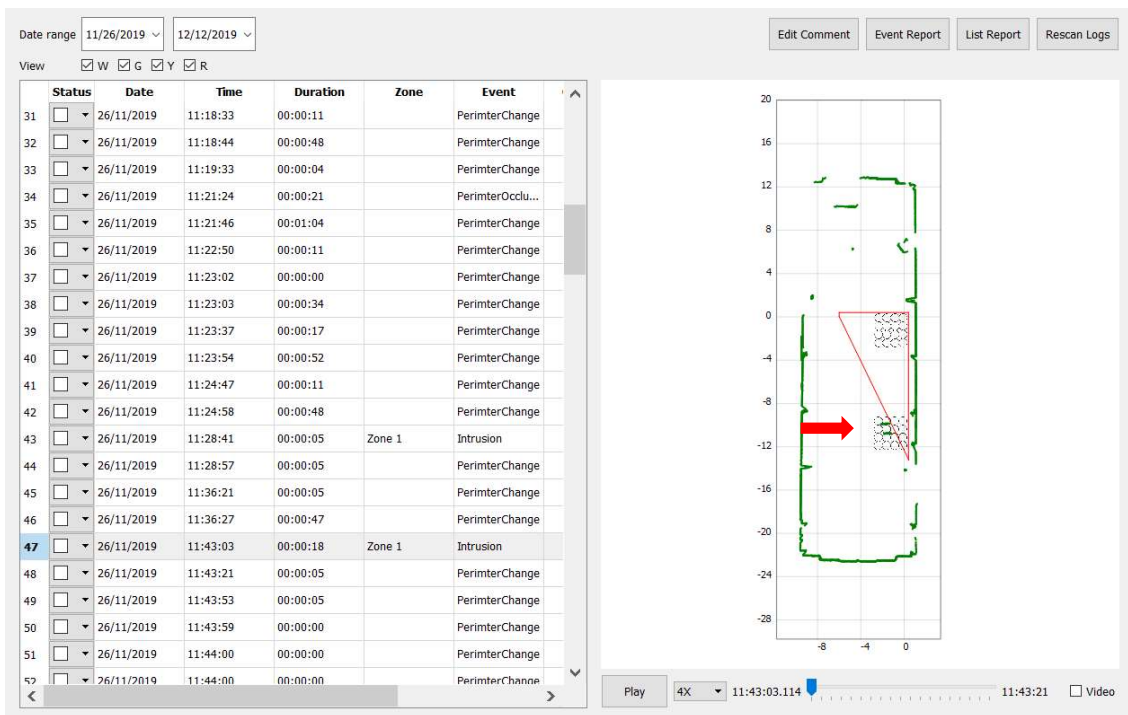 Date range 11/26/2019 12/12/2019 Edit Comment Event Report List Report Rescan Logs
View W G Y R
Status Date Time Duration Zone Event
31 26/11/2019 11:18:33 00:00:11 PerimterChange
32 26/11/2019 11:18:44 00:00:48 PerimterChange
33 26/11/2019 11:19:33 00:00:04 PerimterChange
34 26/11/2019 11:21:24 00:00:21 PerimterOcclu...
35 26/11/2019 11:21:46 00:01:04 PerimterChange
36 26/11/2019 11:22:50 00:00:11 PerimterChange
37 26/11/2019 11:23:02 00:00:00 PerimterChange
38 26/11/2019 11:23:03 00:00:34 PerimterChange
39 26/11/2019 11:23:37 00:00:17 PerimterChange
40 26/11/2019 11:23:54 00:00:52 PerimterChange
41 26/11/2019 11:24:47 00:00:11 PerimterChange
42 26/11/2019 11:24:58 00:00:48 PerimterChange
43 26/11/2019 11:28:41 00:00:05 Zone 1 Intrusion
44 26/11/2019 11:28:57 00:00:05 PerimterChange
45 26/11/2019 11:36:21 00:00:05 PerimterChange
46 26/11/2019 11:36:27 00:00:47 PerimterChange
47 26/11/2019 11:43:03 00:00:18 Zone 1 Intrusion
48 26/11/2019 11:43:21 00:00:05 PerimterChange
49 26/11/2019 11:43:53 00:00:05 PerimterChange
50 26/11/2019 11:43:59 00:00:00 PerimterChange
51 26/11/2019 11:44:00 00:00:00 PerimterChange
52 26/11/2019 11:44:00 00:00:00 PerimterChange
20
16
12
8
4
0
-4
-8
-12
-16
-20
-24
-28
-8 -4 0
Play 4X 11:43:03.114 11:43:21 Video